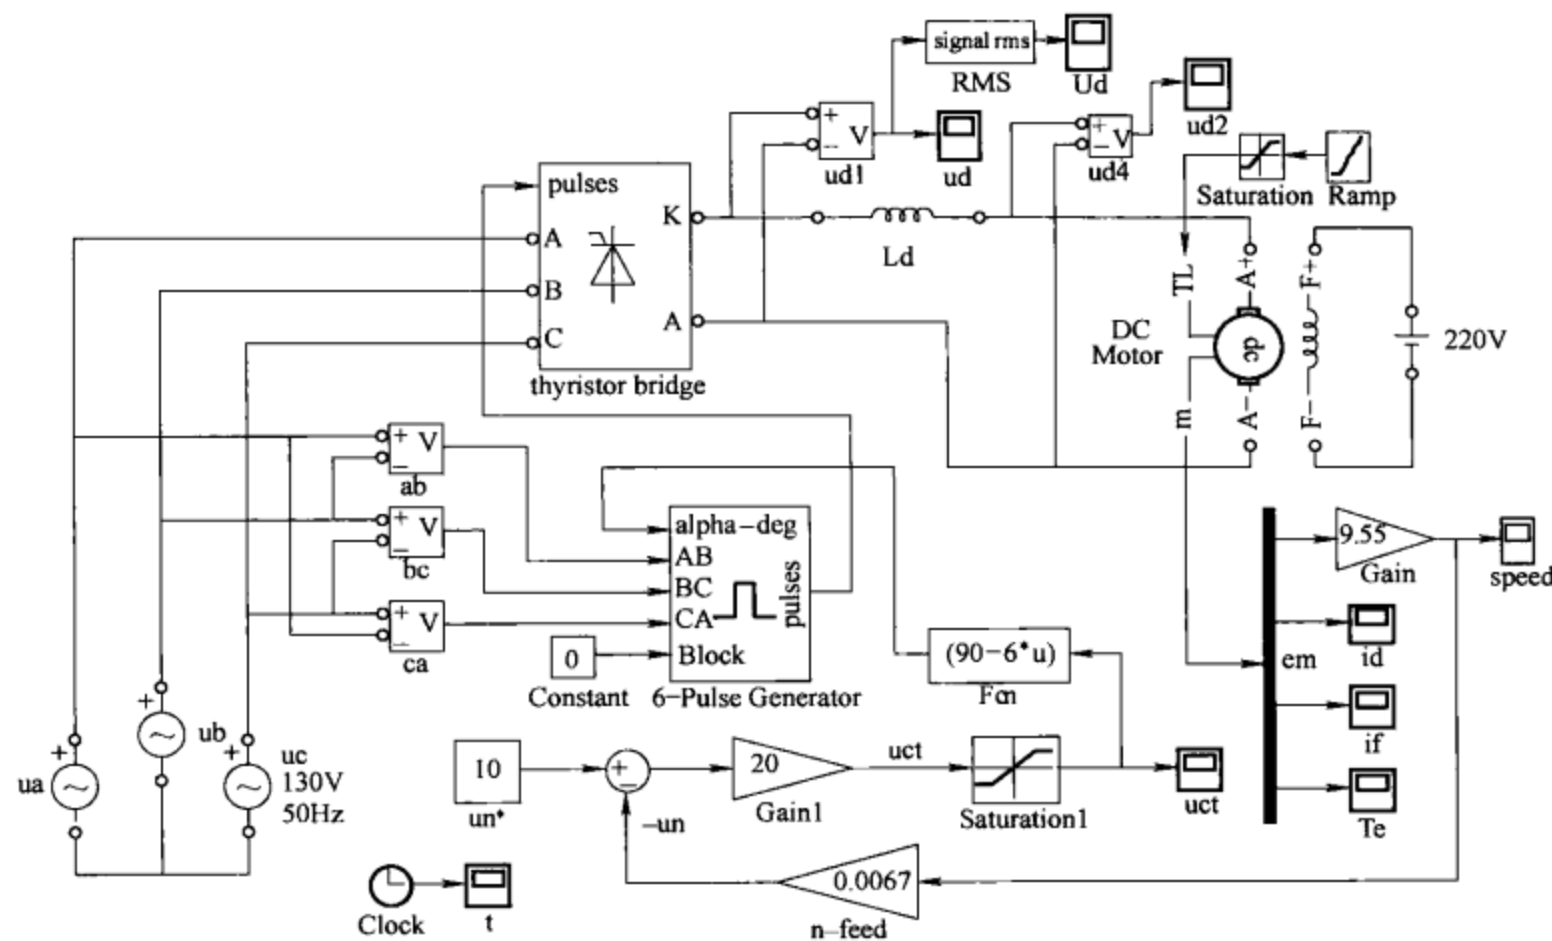 signal rms
RMS
Ud
+
V
−
ud1
ud
+
V
−
ud4
ud2
Saturation
Ramp
pulses
A
B
C
K
A
thyristor bridge
Ld
TL
m
DC
Motor
dc
A+
A−
F+
F−
220V
+
V
−
ab
+
V
−
bc
+
V
−
ca
alpha−deg
AB
BC
CA
Block
pulses
6−Pulse Generator
0
Constant
(90−6*u)
Fcn
9.55
Gain
speed
em
id
if
Te
+
ua
+
ub
+
uc
130V
50Hz
10
un*
+
−
−un
20
Gain1
uct
Saturation1
uct
0.0067
n−feed
Clock
t